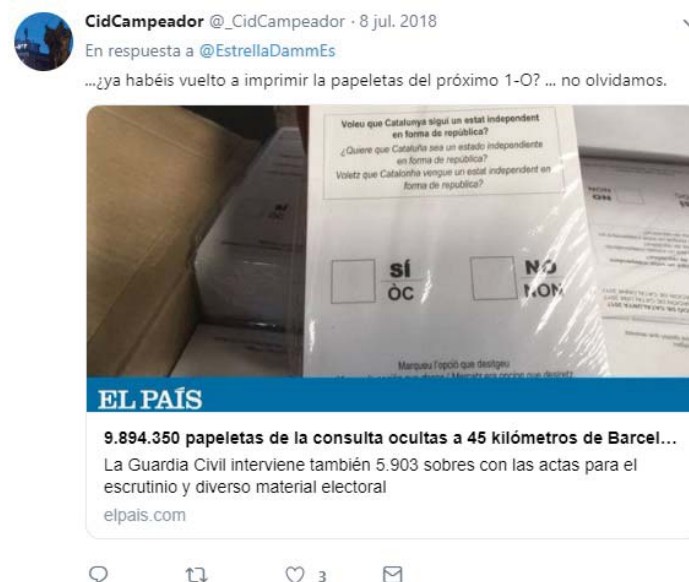 CidCampeador @_CidCampeador · 8 jul. 2018
En respuesta a @EstrellaDammEs
...¿ya habéis vuelto a imprimir la papeletas del próximo 1-O? ... no olvidamos.
Voleu que Catalunya sigui un estat independent
en forma de república?
¿Quiere que Cataluña sea un estado independiente
en forma de república?
Voletz que Catalonha vengue un estat independent en
forma de republica?
SÍ
ÒC
NO
NON
Marqueu l'opció que desitgeu
EL PAÍS
9.894.350 papeletas de la consulta ocultas a 45 kilómetros de Barcel...
La Guardia Civil interviene también 5.903 sobres con las actas para el
escrutinio y diverso material electoral
elpais.com
3